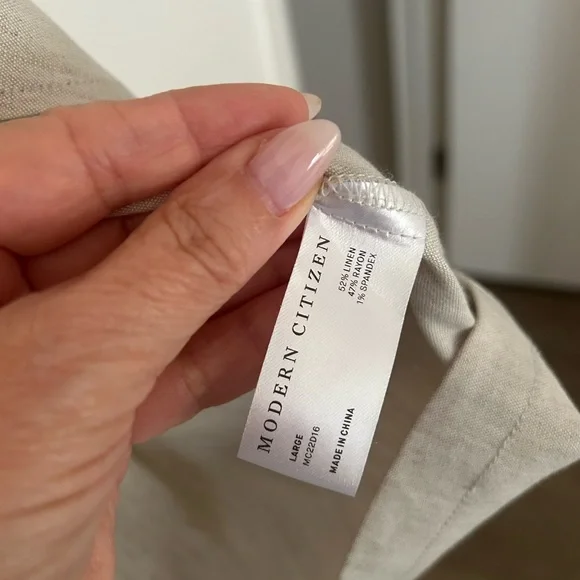 MODERN CITIZEN
52% LINEN
47% RAYON
1% SPANDEX
LARGE
MC22D16
MADE IN CHINA